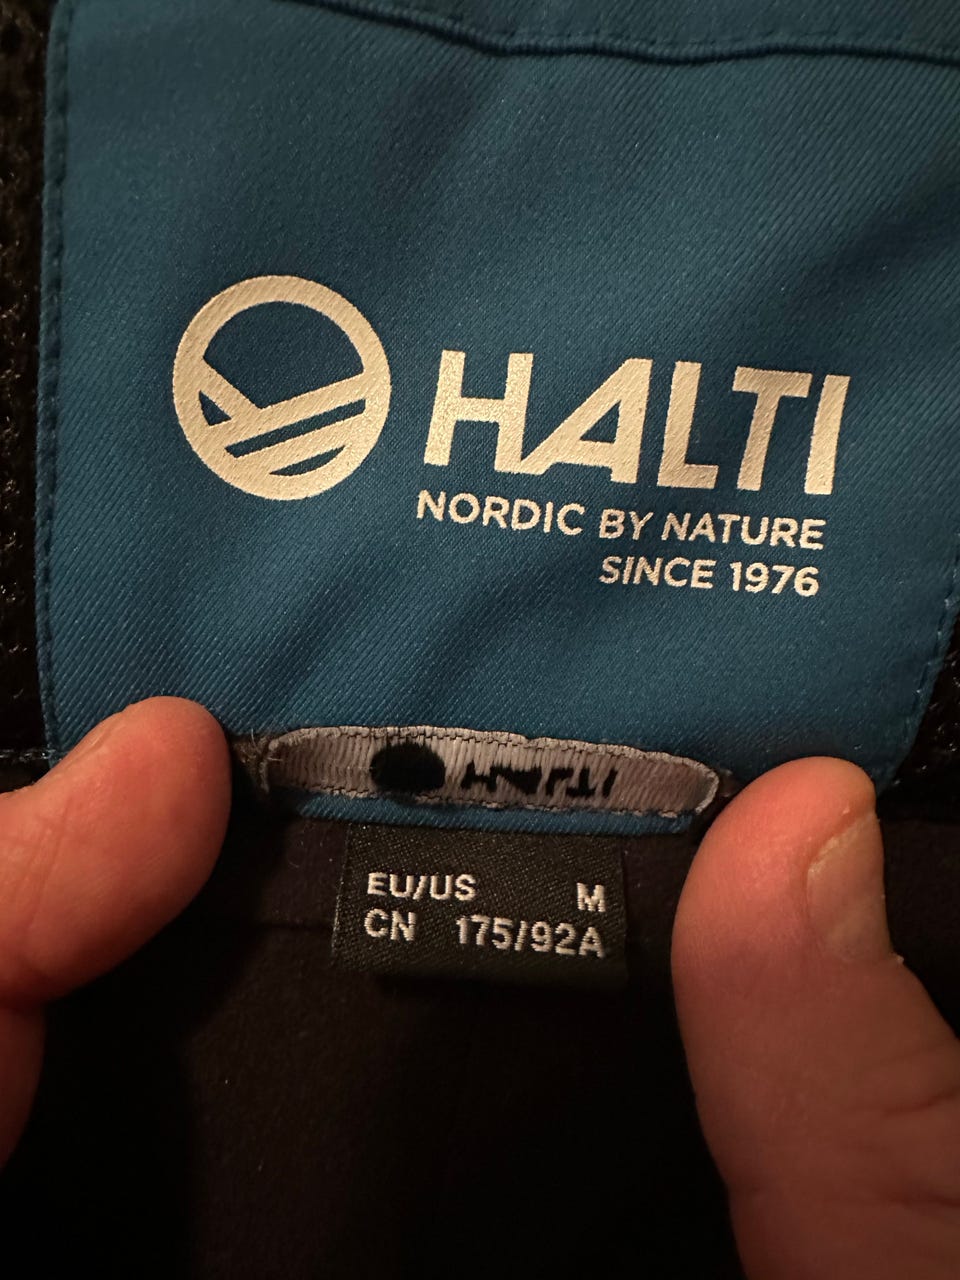 HALTI
NORDIC BY NATURE
SINCE 1976
HALTI
EU/US M
CN 175/92A